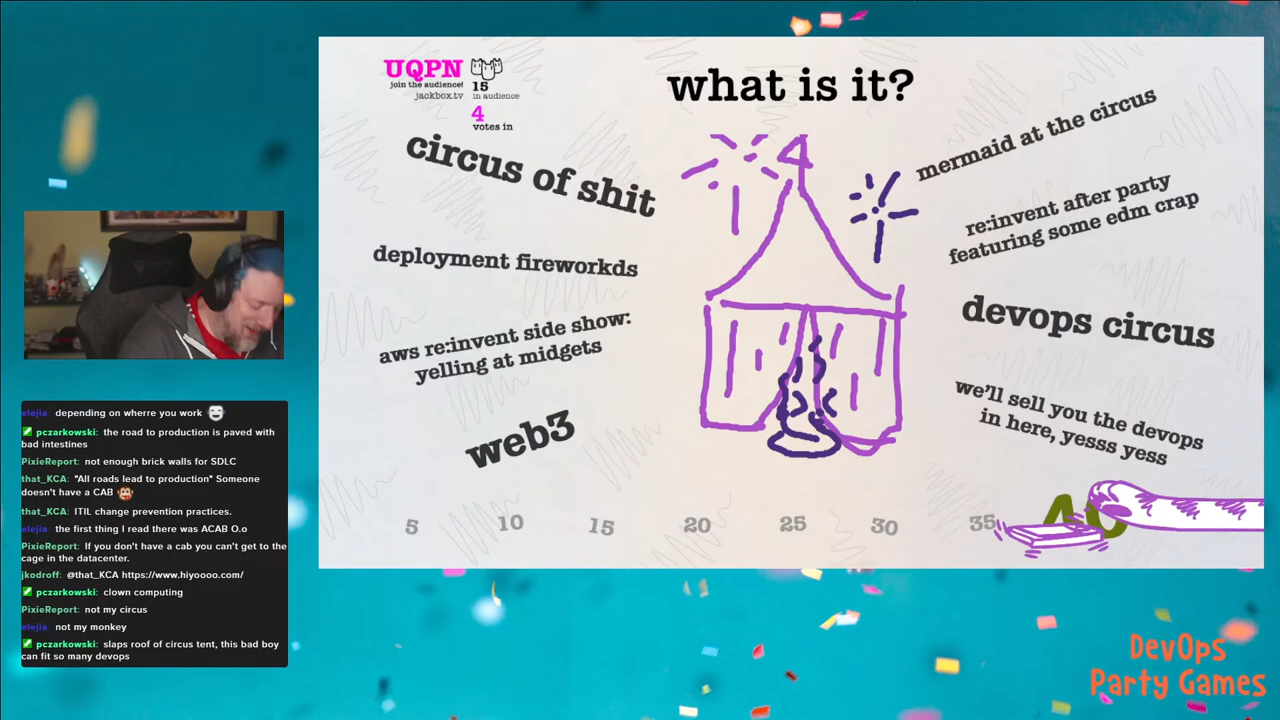 UQPN
join the audience!
jackbox.tv
15
in audience
4
votes in
what is it?
circus of shit
deployment fireworkds
aws re:invent side show:
yelling at midgets
web3
mermaid at the circus
re:invent after party
featuring some edm crap
devops circus
we'll sell you the devops
in here, yesss yess
5
10
15
20
25
30
35
elejia depending on wherre you work
pczarkowski: the road to production is paved with
bad intestines
PixieReport: not enough brick walls for SDLC
that_KCA: "All roads lead to production" Someone
doesn't have a CAB
that_KCA: ITIL change prevention practices.
elejia the first thing I read there was ACAB O.o
PixieReport: If you don't have a cab you can't get to the
cage in the datacenter.
jkodroff: @that_KCA https://www.hiyoooo.com/
pczarkowski: clown computing
PixieReport: not my circus
elejia not my monkey
pczarkowski: slaps roof of circus tent, this bad boy
can fit so many devops
DevOps
Party Games